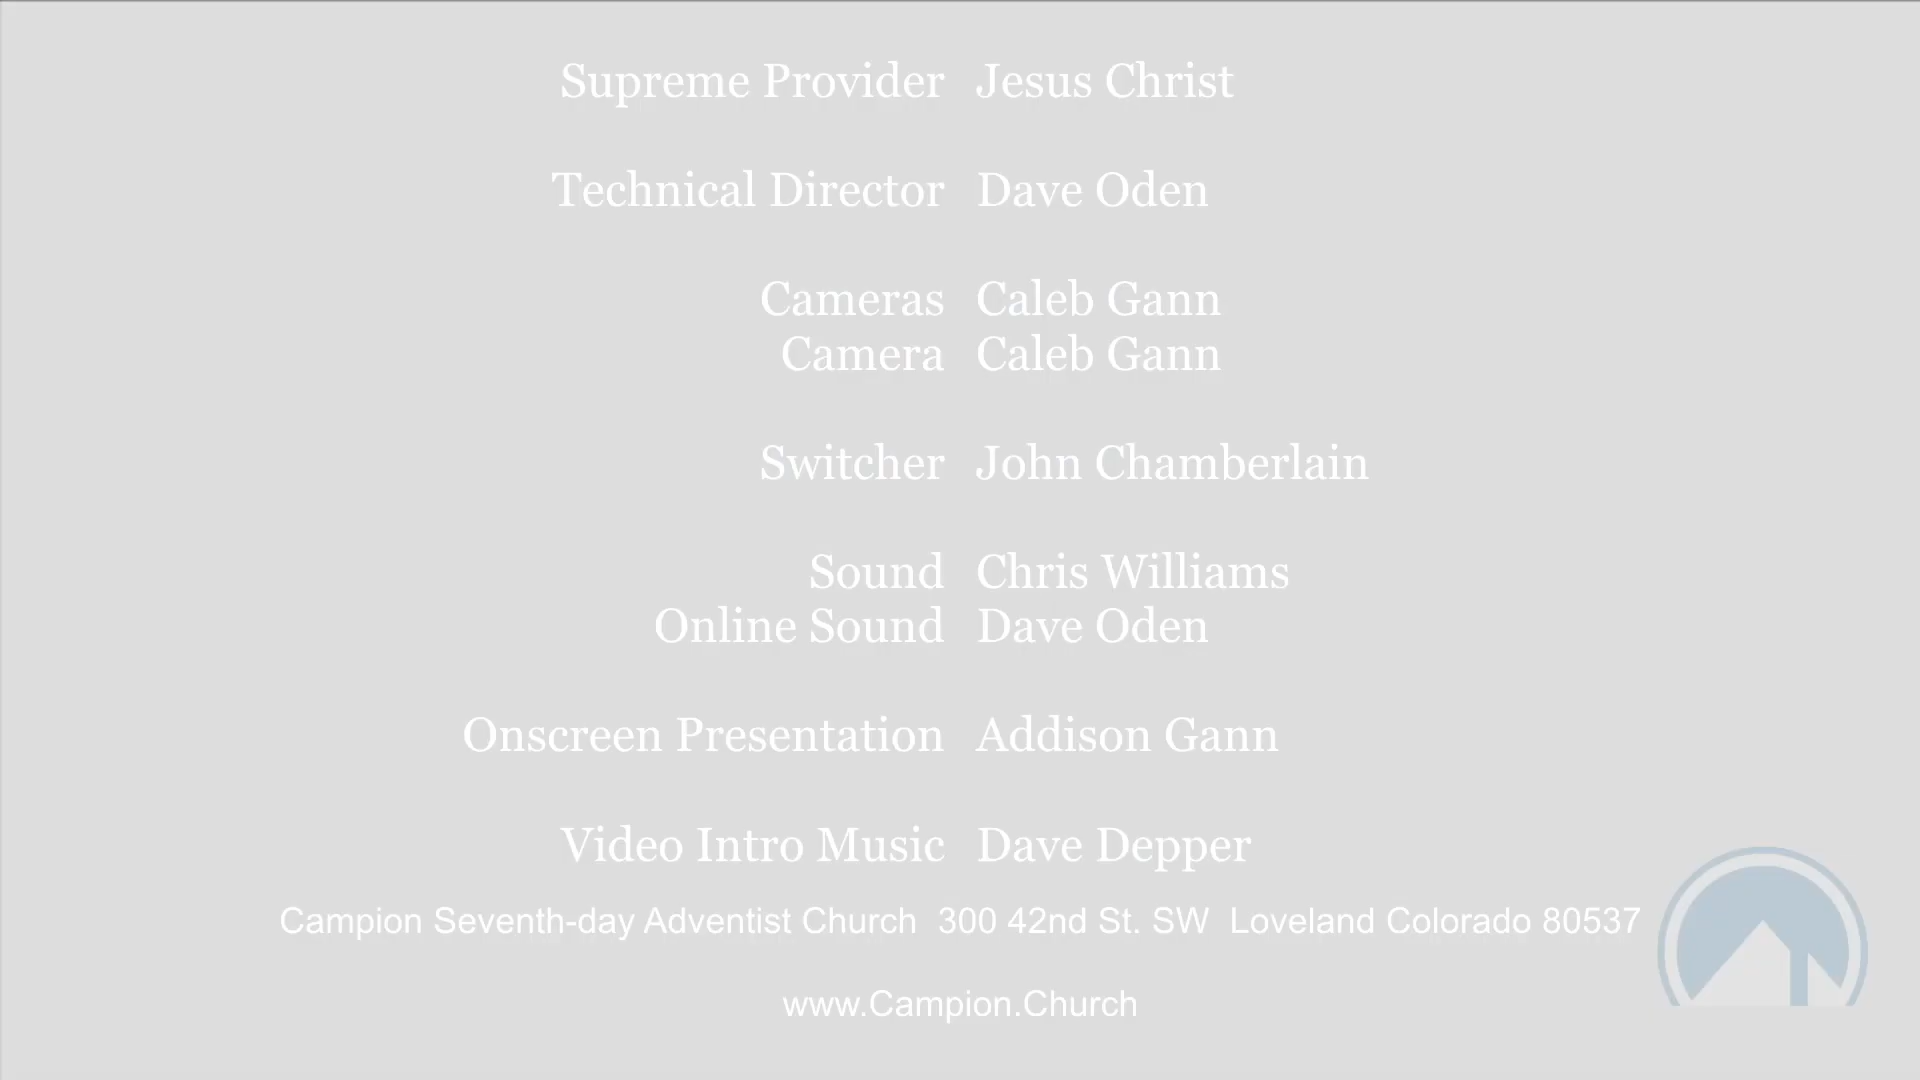 Supreme Provider Jesus Christ
Technical Director Dave Oden
Cameras Caleb Gann
Camera Caleb Gann
Switcher John Chamberlain
Sound Chris Williams
Online Sound Dave Oden
Onscreen Presentation Addison Gann
Video Intro Music Dave Depper
Campion Seventh-day Adventist Church 300 42nd St. SW Loveland Colorado 80537
www.Campion.Church